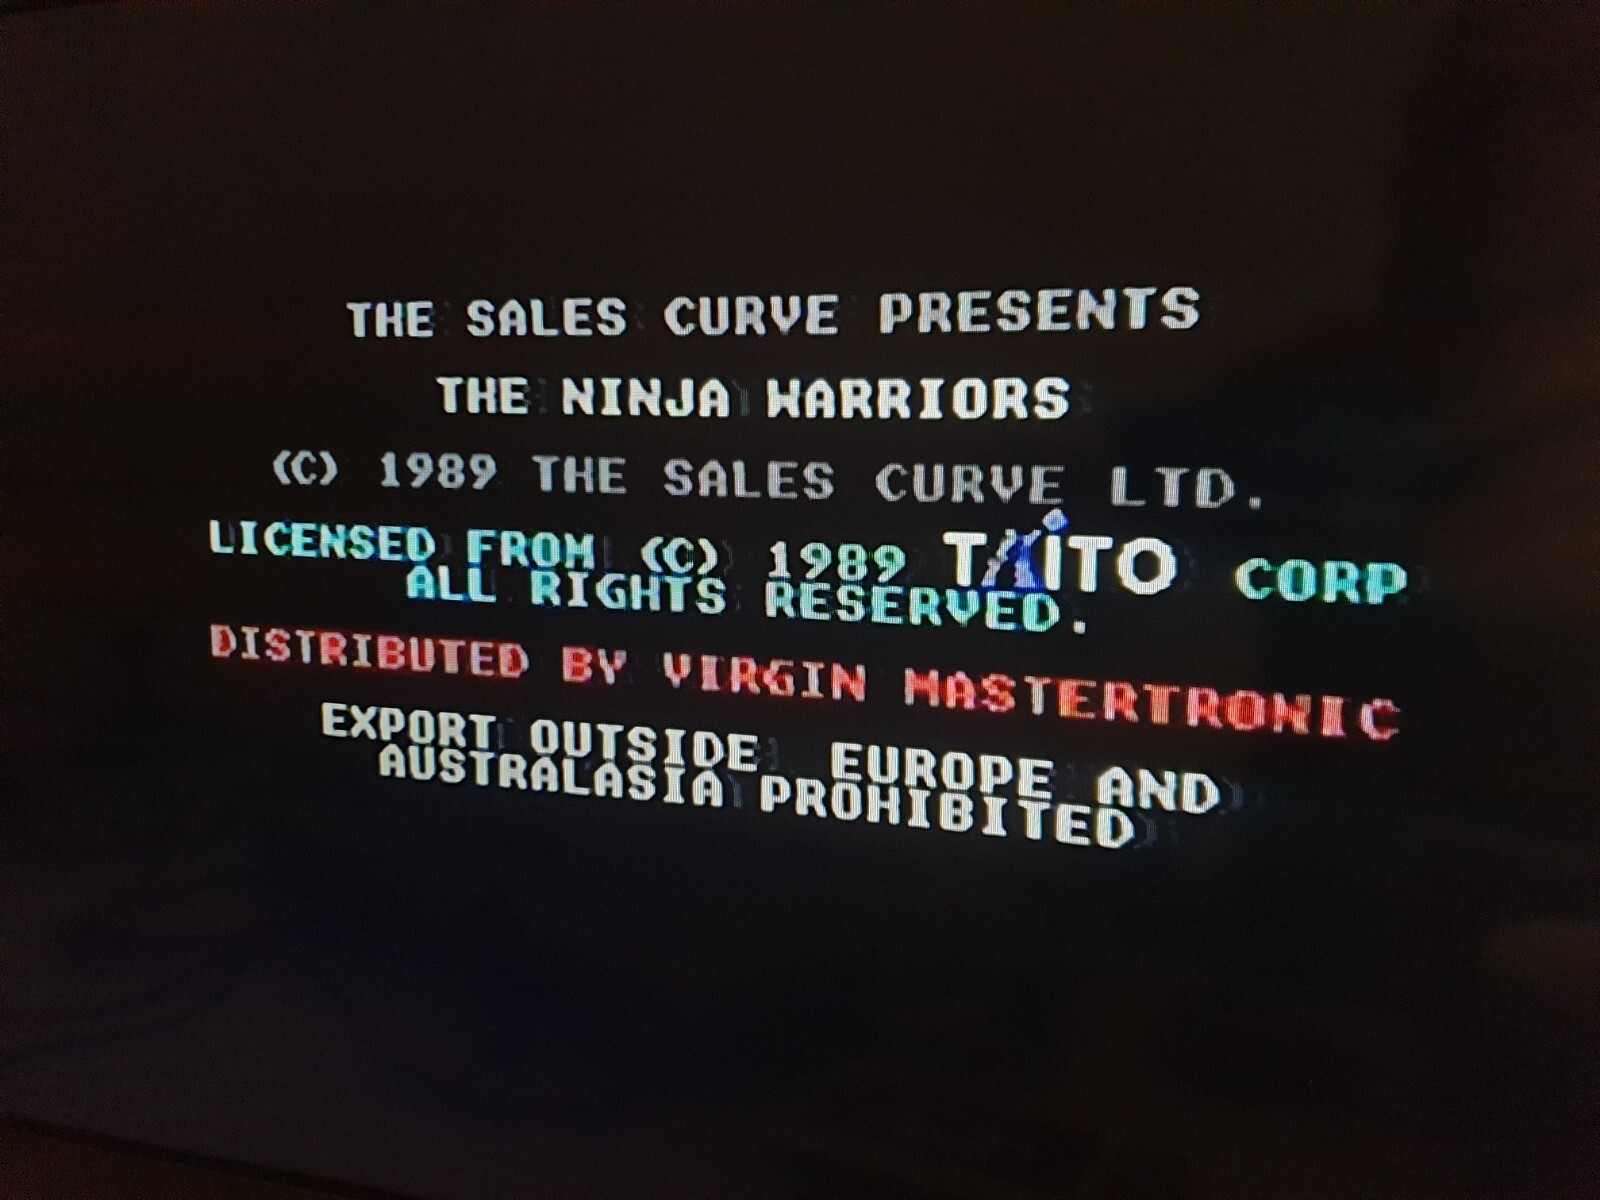 THE SALES CURVE PRESENTS
THE NINJA WARRIORS
(C) 1989 THE SALES CURVE LTD.
LICENSED FROM (C) 1989 TAITO CORP
ALL RIGHTS RESERVED.
DISTRIBUTED BY VIRGIN MASTERTRONIC
EXPORT OUTSIDE EUROPE AND
AUSTRALASIA PROHIBITED